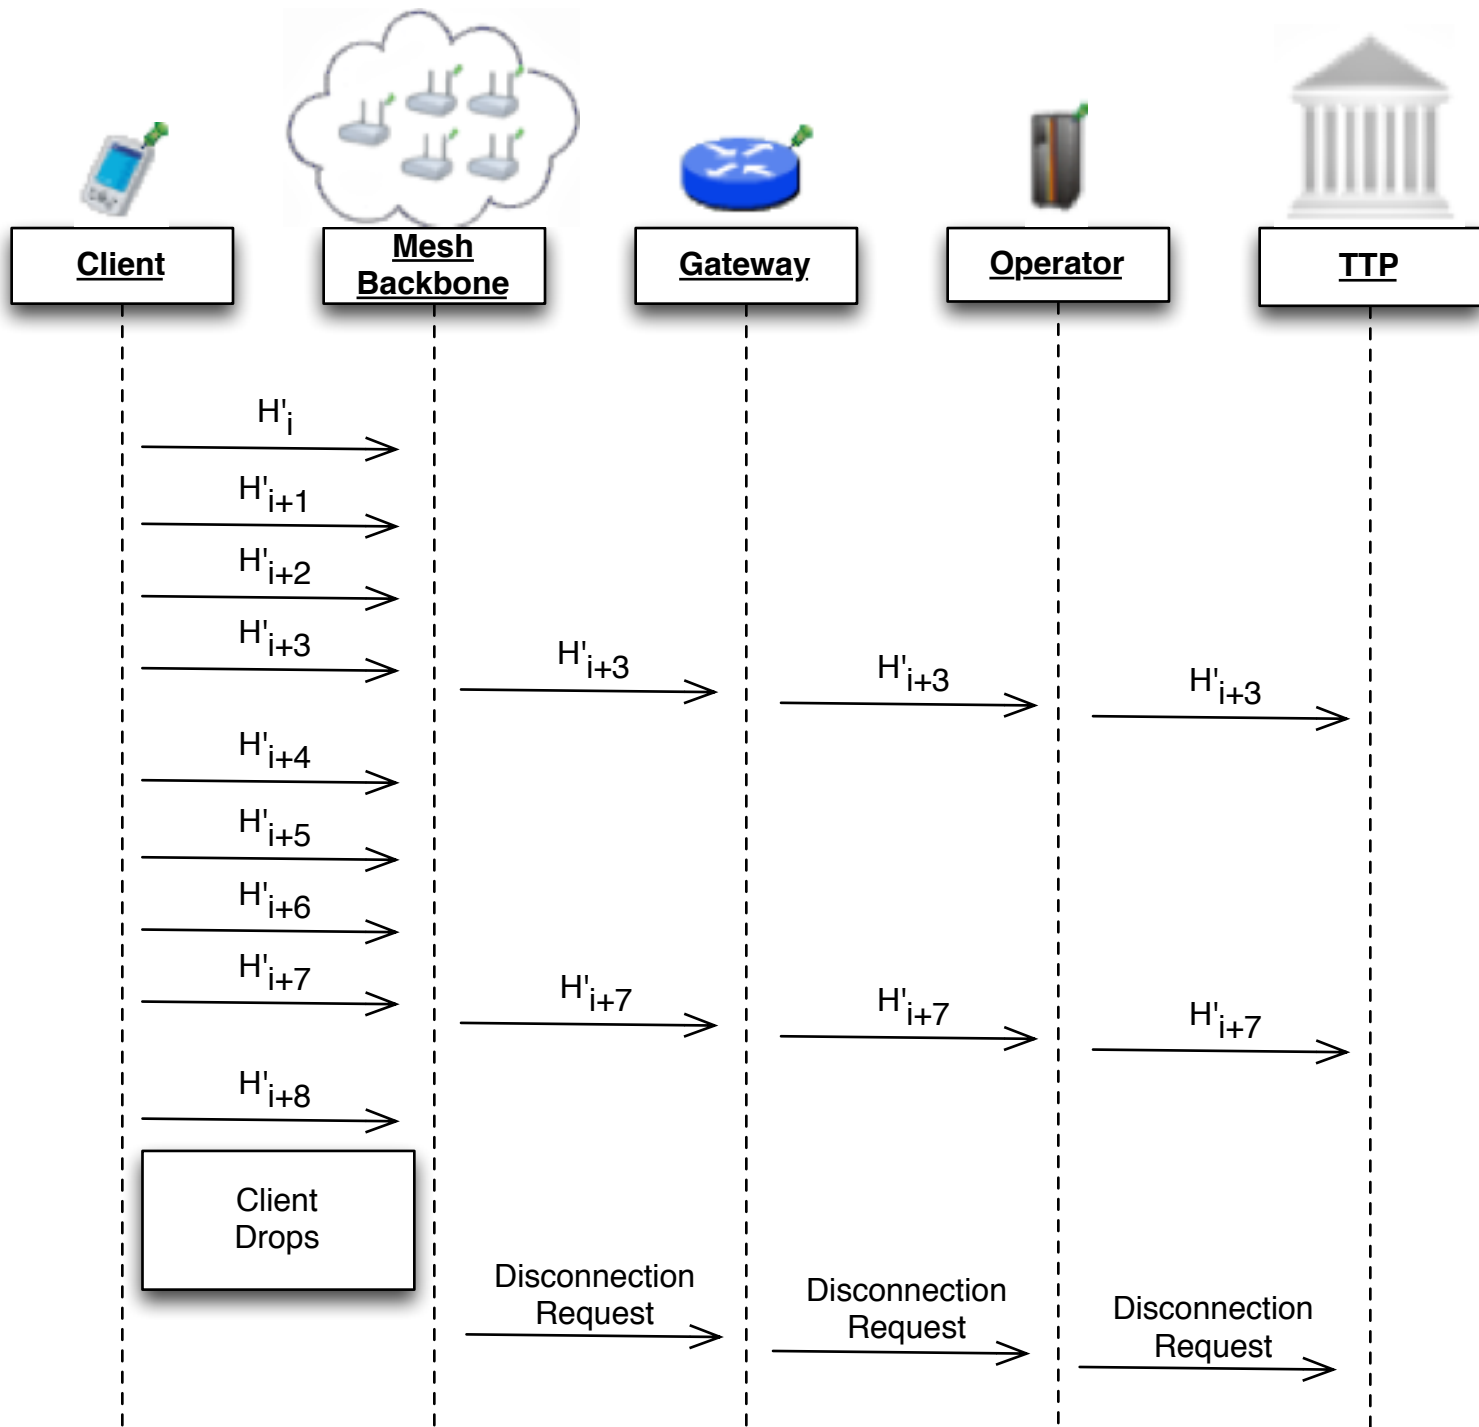 Client
Mesh
Backbone
Gateway
Operator
TTP
H'i
H'i+1
H'i+2
H'i+3
H'i+3
H'i+3
H'i+3
H'i+4
H'i+5
H'i+6
H'i+7
H'i+7
H'i+7
H'i+7
H'i+8
Client
Drops
Disconnection
Request
Disconnection
Request
Disconnection
Request